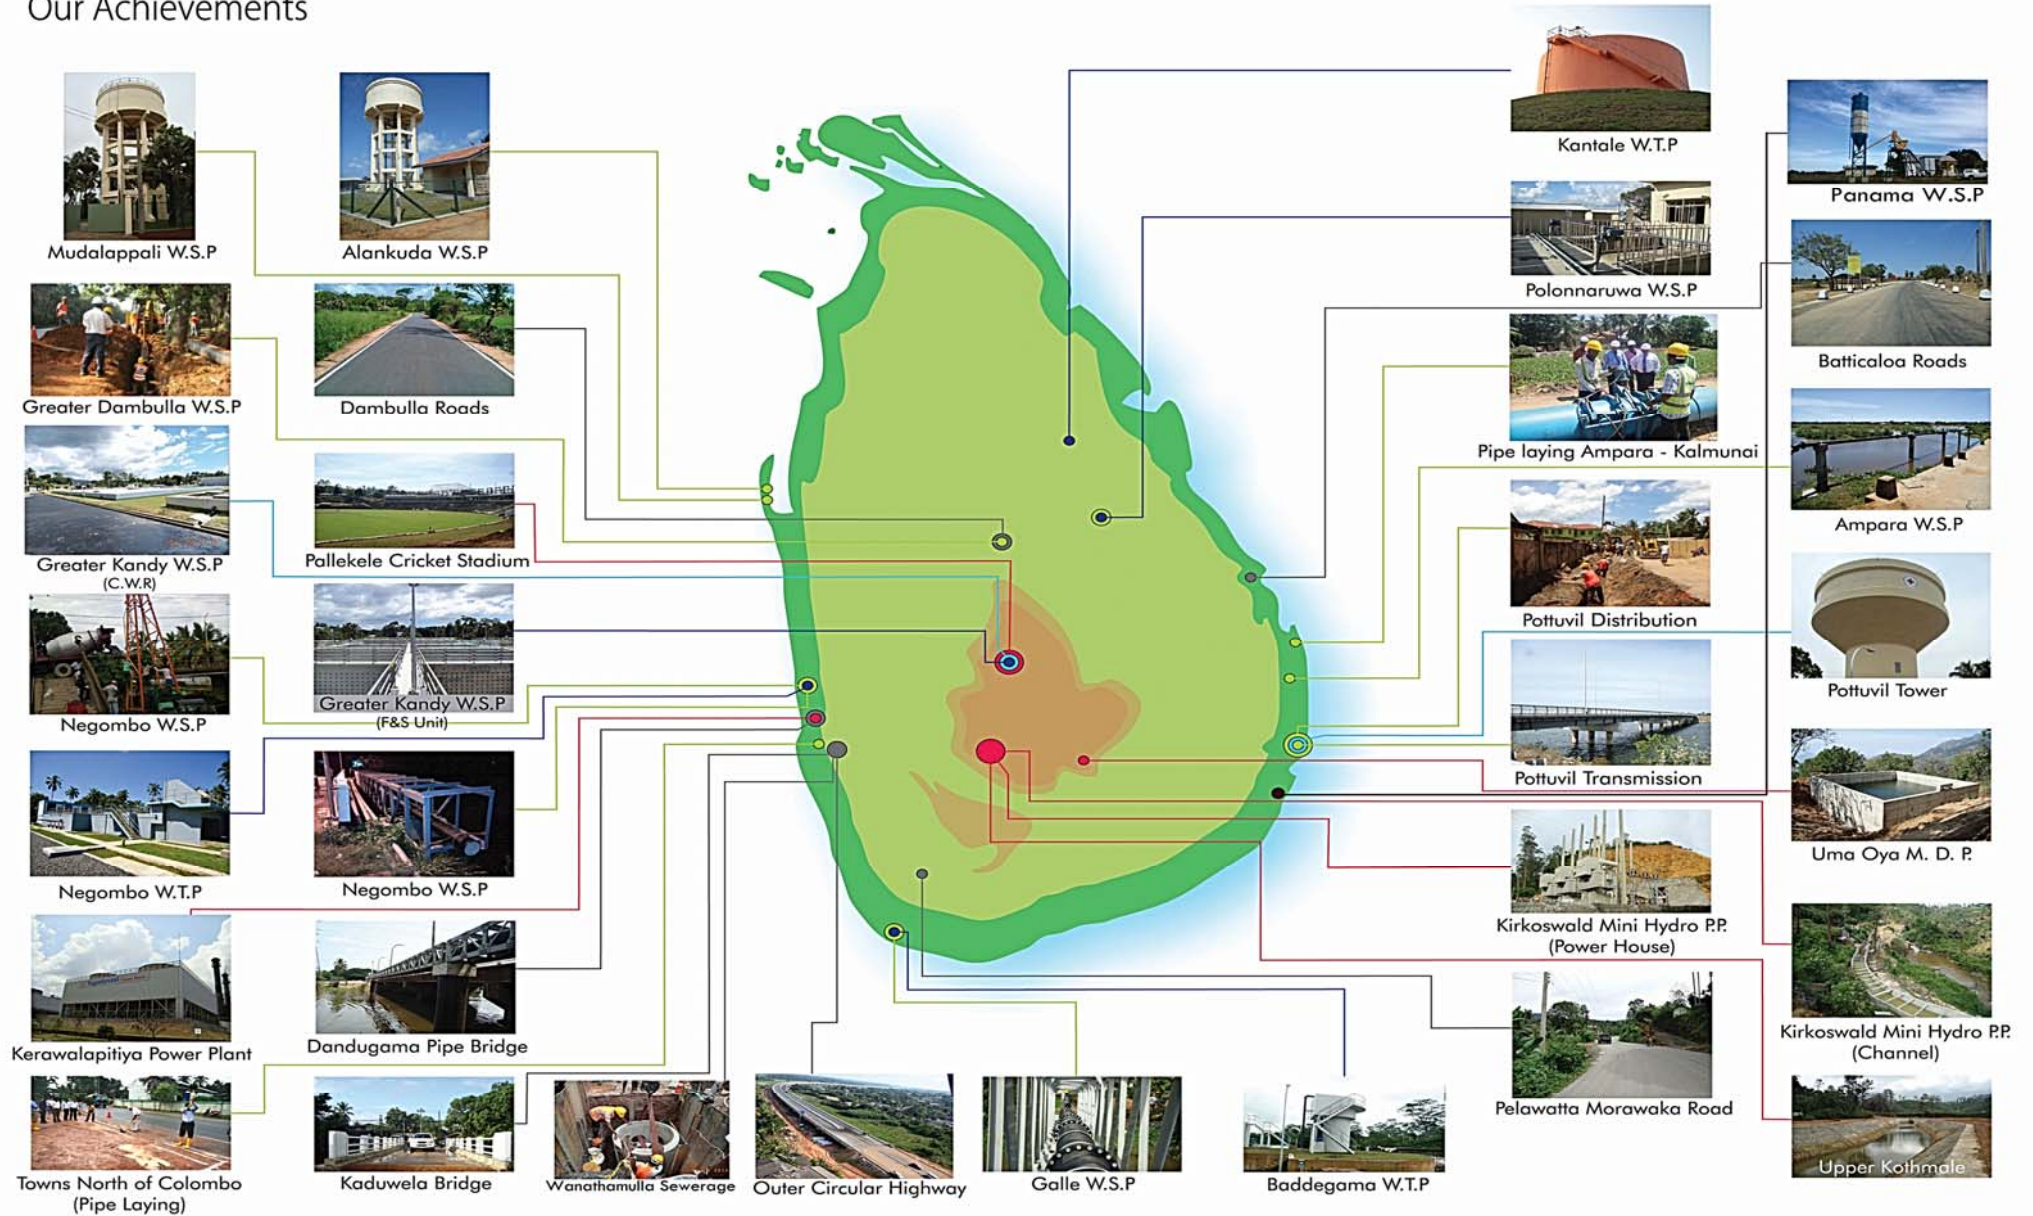 Our Achievements
Mudalappali W.S.P
Alankuda W.S.P
Greater Dambulla W.S.P
Dambulla Roads
Greater Kandy W.S.P
(C.W.R)
Pallekele Cricket Stadium
Negombo W.S.P
Greater Kandy W.S.P
(F&S Unit)
Negombo W.T.P
Negombo W.S.P
Kerawalapitiya Power Plant
Dandugama Pipe Bridge
Towns North of Colombo
(Pipe Laying)
Kaduwela Bridge
Wanathamulla Sewerage
Outer Circular Highway
Galle W.S.P
Baddegama W.T.P
Kantale W.T.P
Panama W.S.P
Polonnaruwa W.S.P
Batticaloa Roads
Pipe laying Ampara - Kalmunai
Ampara W.S.P
Pottuvil Distribution
Pottuvil Tower
Pottuvil Transmission
Uma Oya M. D. P.
Kirkoswald Mini Hydro P.P.
(Power House)
Kirkoswald Mini Hydro P.P.
(Channel)
Pelawatta Morawaka Road
Upper Kothmale